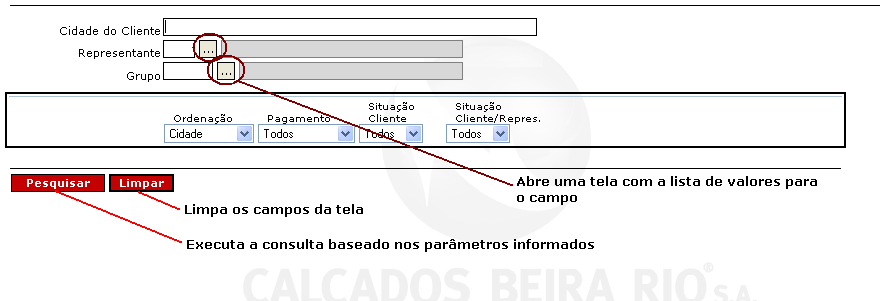 Cidade do Cliente
Representante ...
Grupo ...
Ordenação Pagamento Situação Cliente Situação Cliente/Repres.
Cidade Todos Todos Todos
Pesquisar Limpar
Abre uma tela com a lista de valores para
o campo
Limpa os campos da tela
Executa a consulta baseado nos parâmetros informados
CALCADOS BEIRA RIO® S.A.